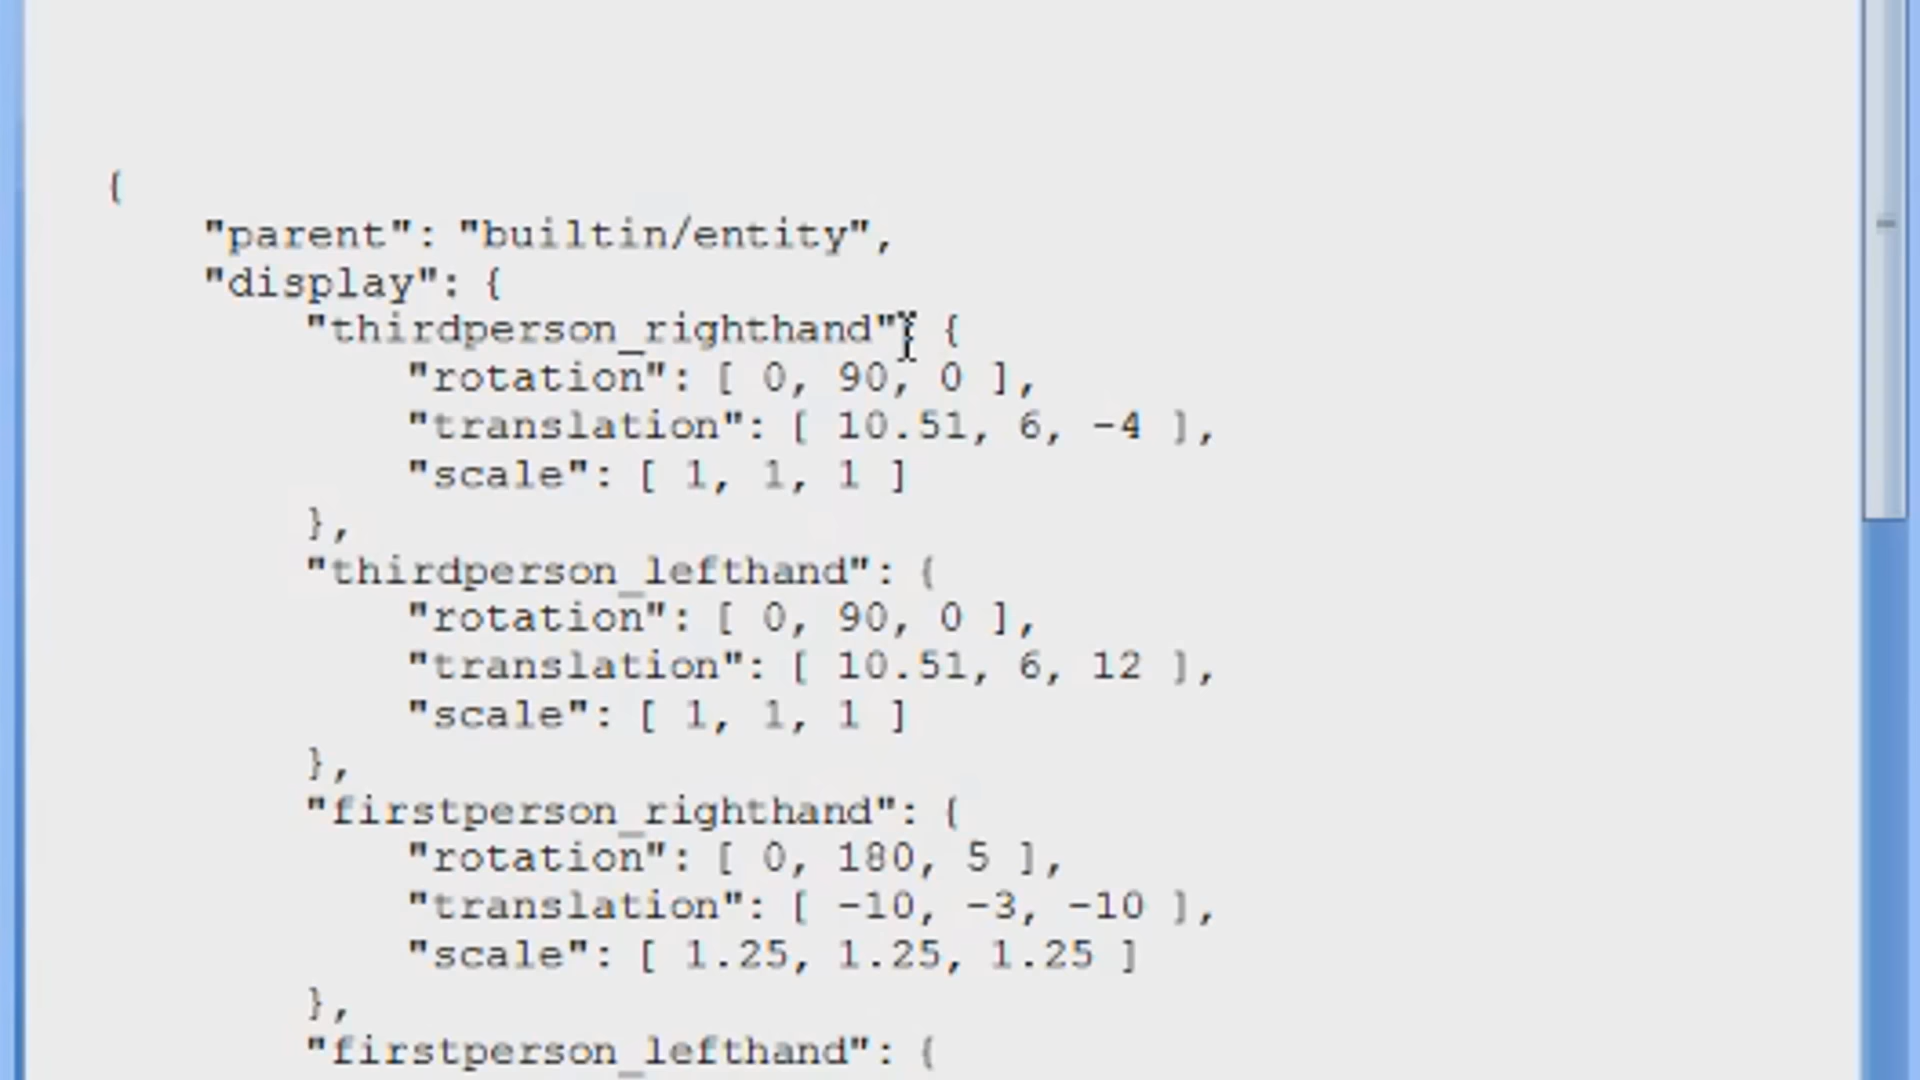 {
"parent": "builtin/entity",
"display": {
"thirdperson_righthand": {
"rotation": [ 0, 90, 0 ],
"translation": [ 10.51, 6, -4 ],
"scale": [ 1, 1, 1 ]
},
"thirdperson_lefthand": {
"rotation": [ 0, 90, 0 ],
"translation": [ 10.51, 6, 12 ],
"scale": [ 1, 1, 1 ]
},
"firstperson_righthand": {
"rotation": [ 0, 180, 5 ],
"translation": [ -10, -3, -10 ],
"scale": [ 1.25, 1.25, 1.25 ]
},
"firstperson_lefthand": {